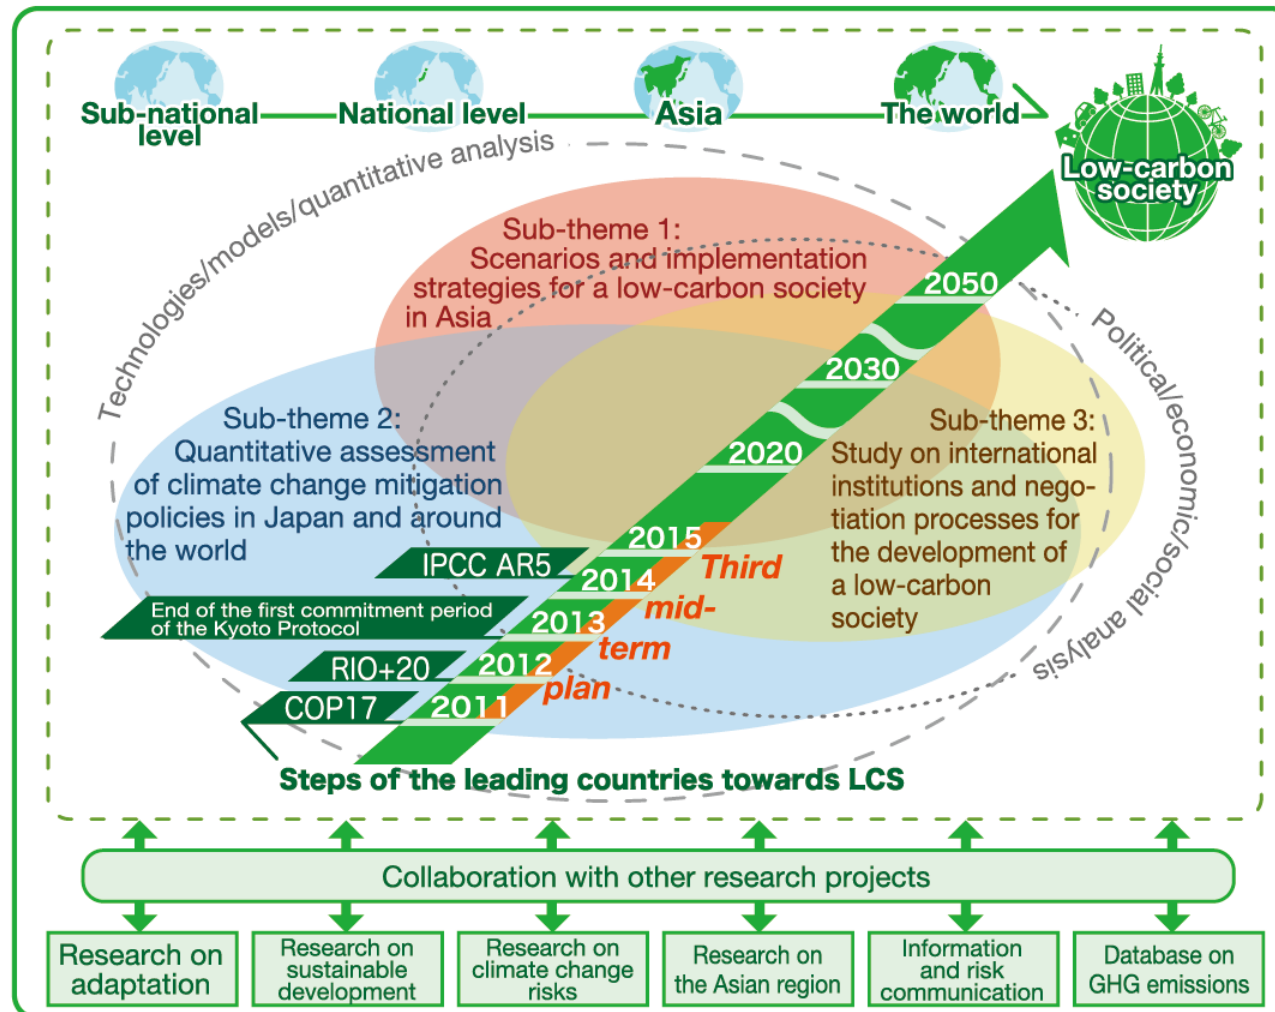 Sub-national
level
National level
Asia
The world
Low-carbon
society
Technologies/models/quantitative analysis
Political/economic/social analysis
Sub-theme 1:
Scenarios and implementation
strategies for a low-carbon society
in Asia
Sub-theme 2:
Quantitative assessment
of climate change mitigation
policies in Japan and around
the world
Sub-theme 3:
Study on international
institutions and nego-
tiation processes for
the development of
a low-carbon
society
2050
2030
2020
2015
2014
2013
2012
2011
Third
mid-
term
plan
IPCC AR5
End of the first commitment period
of the Kyoto Protocol
RIO+20
COP17
Steps of the leading countries towards LCS
Collaboration with other research projects
Research on
adaptation
Research on
sustainable
development
Research on
climate change
risks
Research on
the Asian region
Information
and risk
communication
Database on
GHG emissions